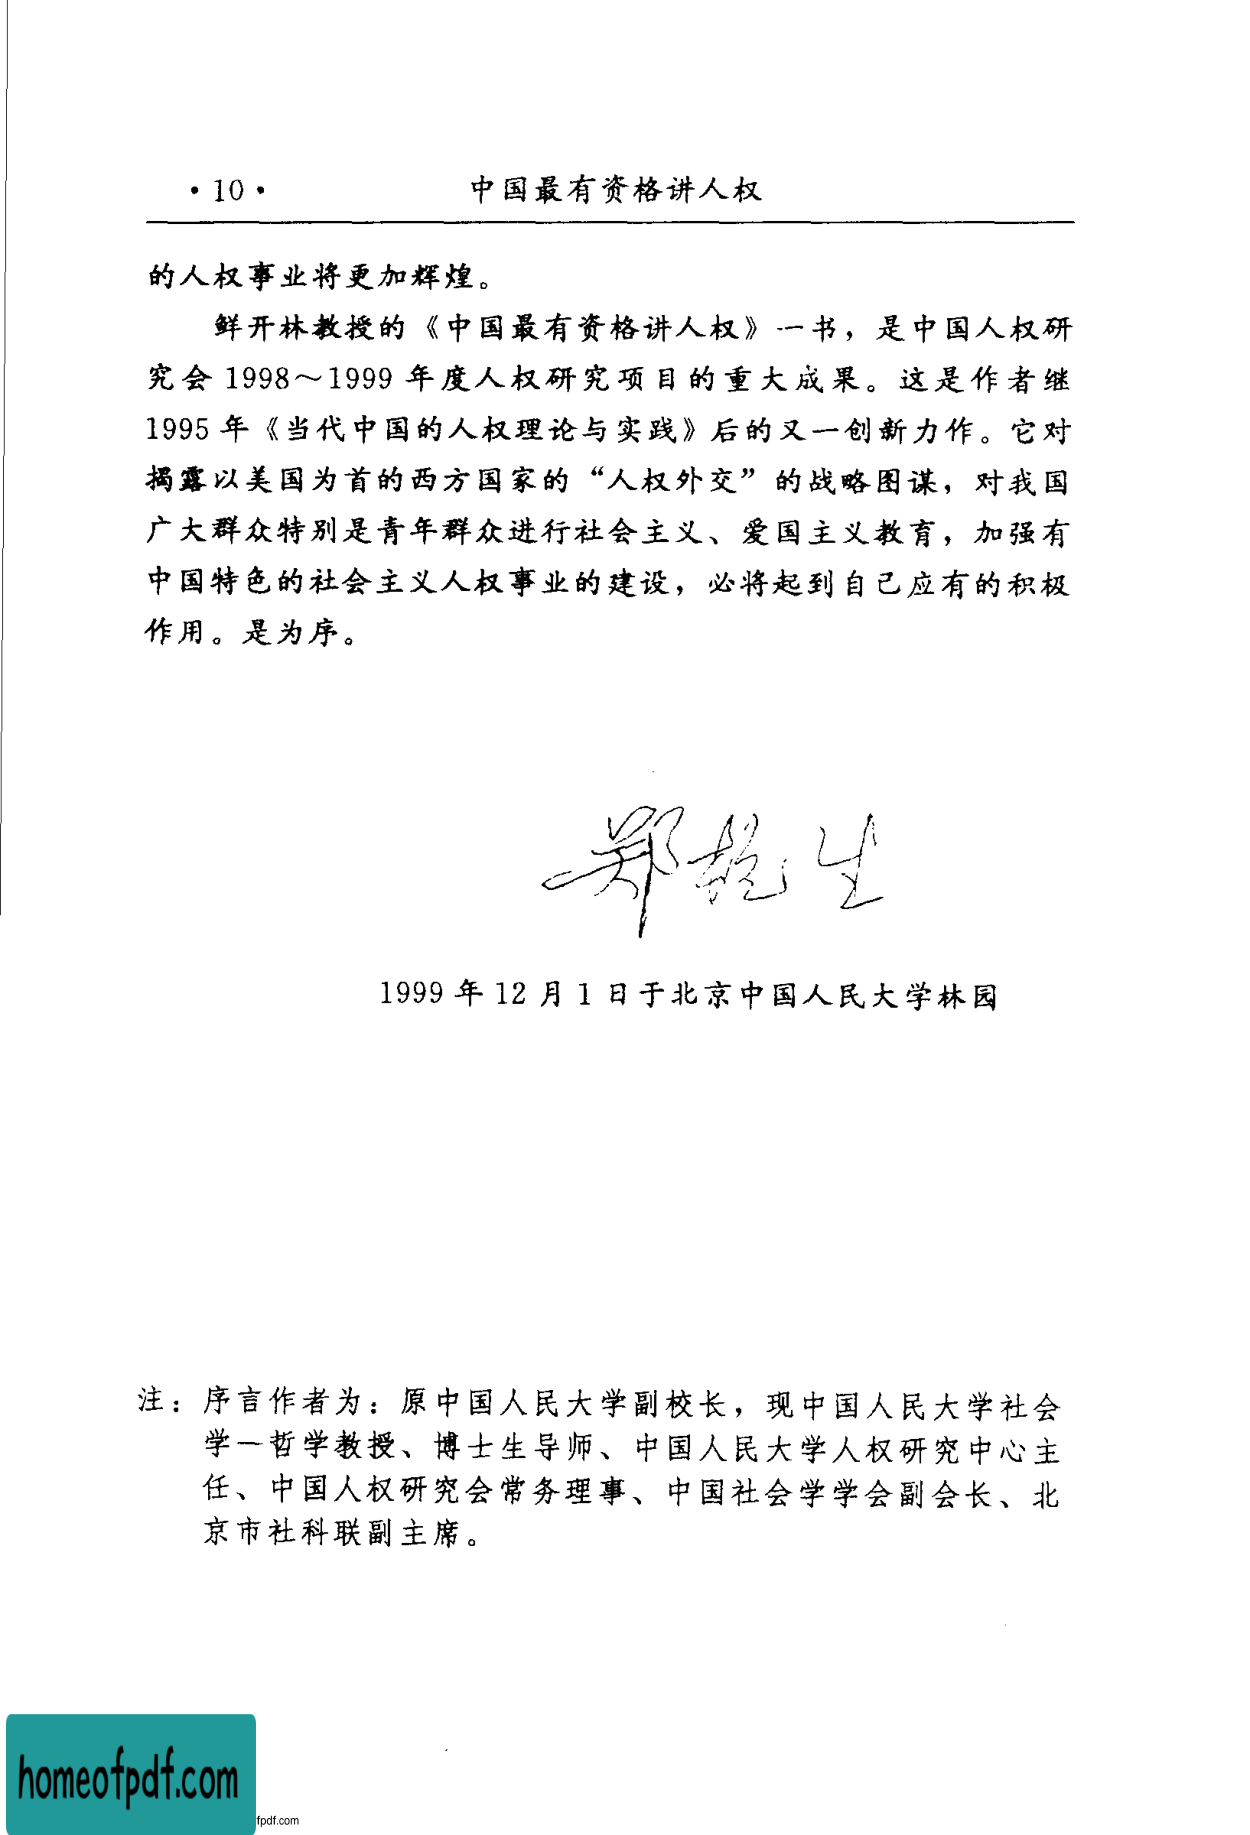 ·10· 中国最有资格讲人权
的人权事业将更加辉煌。
鲜开林教授的《中国最有资格讲人权》一书，是中国人权研
究会1998～1999年度人权研究项目的重大成果。这是作者继
1995年《当代中国的人权理论与实践》后的又一创新力作。它对
揭露以美国为首的西方国家的“人权外交”的战略图谋，对我国
广大群众特别是青年群众进行社会主义、爱国主义教育，加强有
中国特色的社会主义人权事业的建设，必将起到自己应有的积极
作用。是为序。
郑杭生
1999年12月1日于北京中国人民大学林园
注：序言作者为：原中国人民大学副校长，现中国人民大学社会
学一哲学教授、博士生导师、中国人民大学人权研究中心主
任、中国人权研究会常务理事、中国社会学学会副会长、北
京市社科联副主席。
homeofpdf.com
fpdf.com